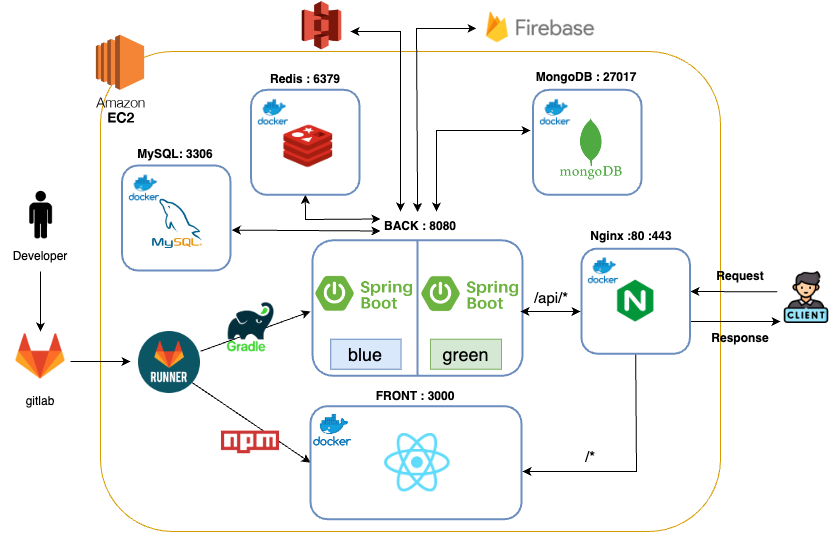 Firebase
Amazon
EC2
Redis : 6379
docker
MongoDB : 27017
docker
mongoDB
MySQL: 3306
docker
MySQL
Developer
BACK : 8080
Spring
Boot
blue
Spring
Boot
green
/api/*
Nginx :80 :443
docker
N
Request
CLIENT
Response
gitlab
RUNNER
Gradle
npm
FRONT : 3000
docker
/*